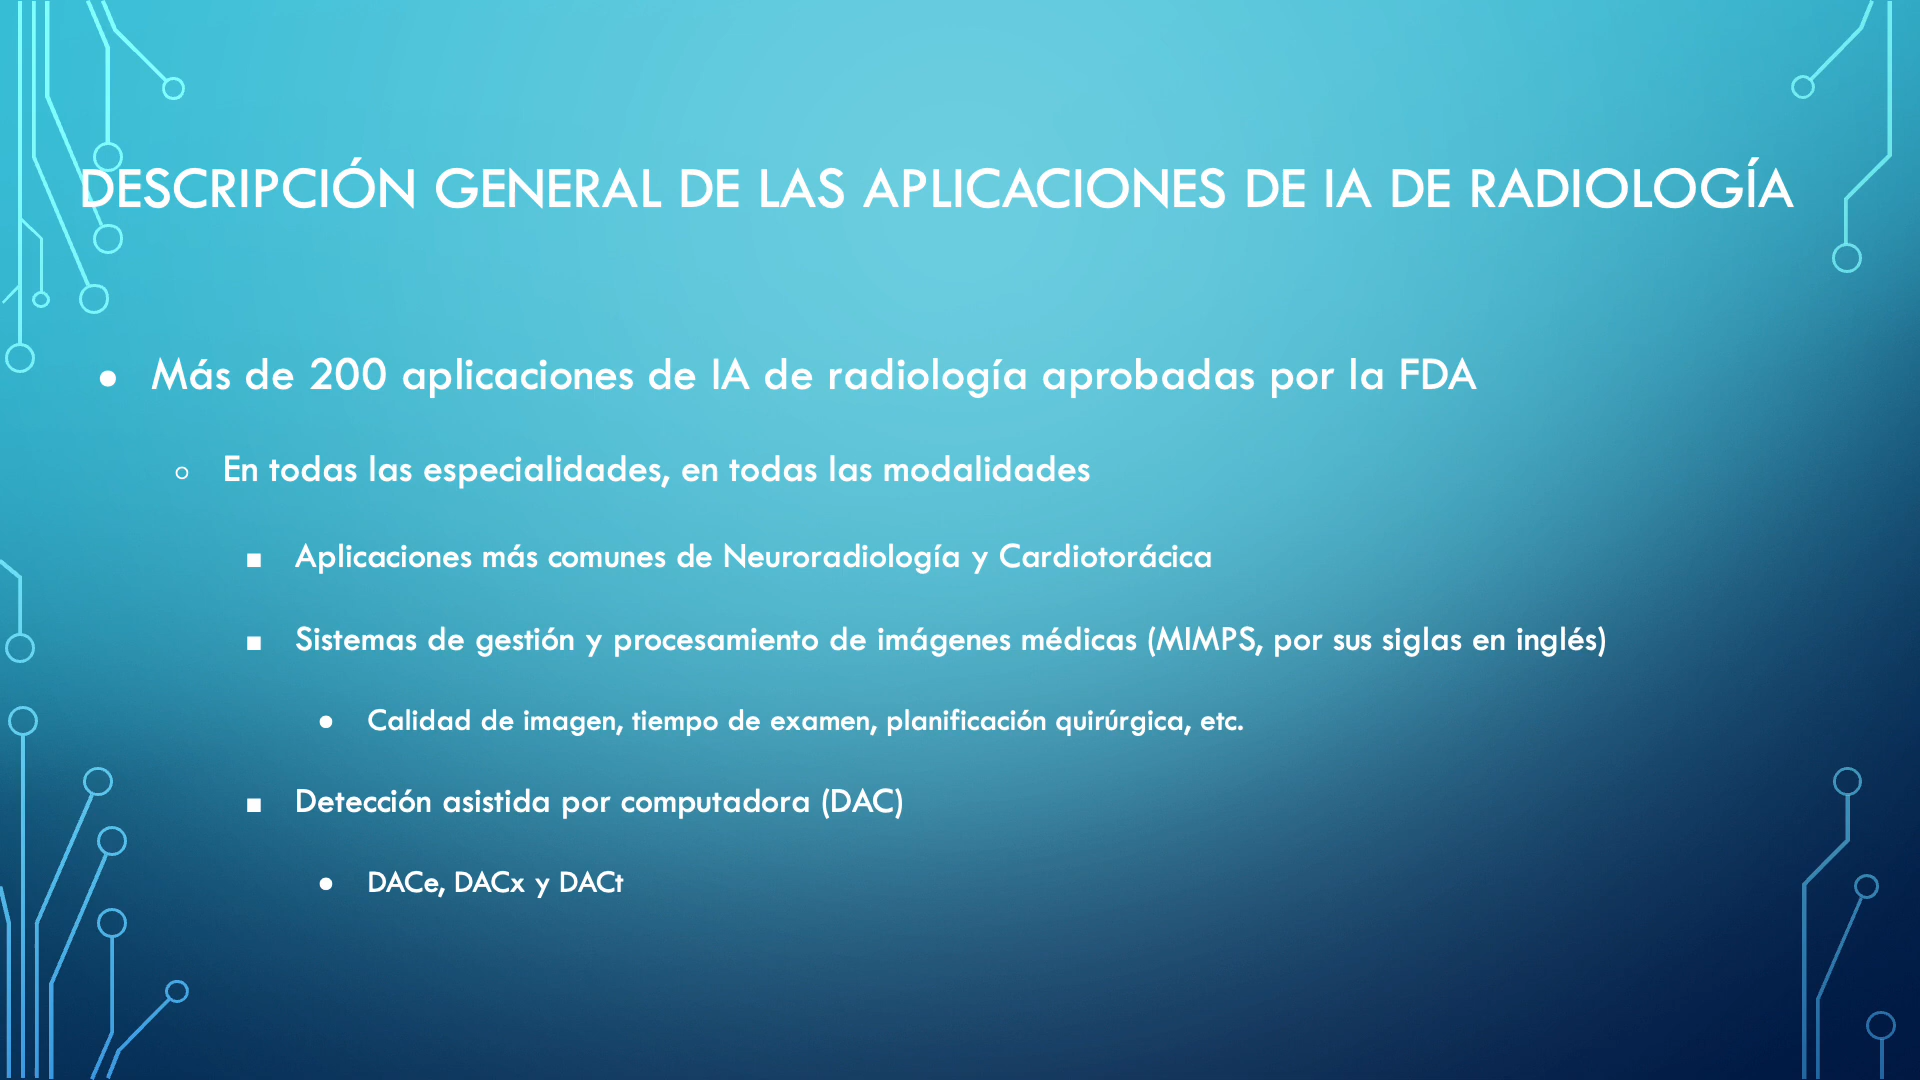 DESCRIPCIÓN GENERAL DE LAS APLICACIONES DE IA DE RADIOLOGÍA
Más de 200 aplicaciones de IA de radiología aprobadas por la FDA
En todas las especialidades, en todas las modalidades
Aplicaciones más comunes de Neuroradiología y Cardiotorácica
Sistemas de gestión y procesamiento de imágenes médicas (MIMPS, por sus siglas en inglés)
Calidad de imagen, tiempo de examen, planificación quirúrgica, etc.
Detección asistida por computadora (DAC)
DACe, DACx y DACt